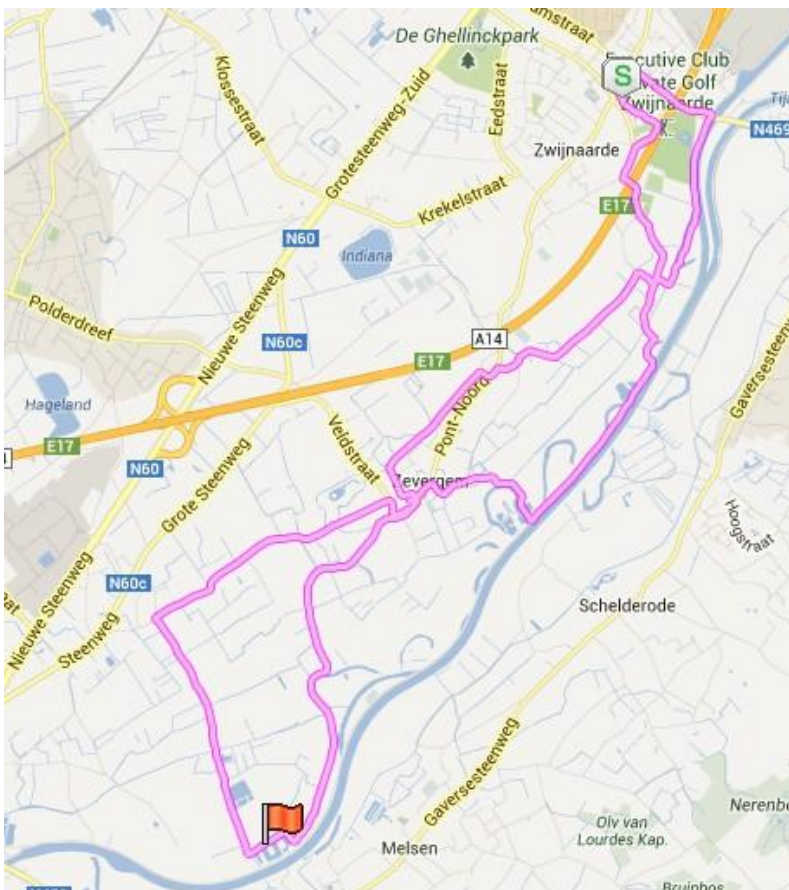 De Ghellinckpark
Klossestraat
Eedstraat
Grotesteenweg-Zuid
S
Executive Club
Private Golf
Zwijnaarde
N469
Zwijnaarde
Krekelstraat
E17
N60
Indiana
Polderdreef
Nieuwe Steenweg
N60c
A14
E17
Hageland
E17
N60
Grote Steenweg
Veldstraat
Pont-Noord
Zevergem
Gaversesteenweg
Hoogstraat
N60c
Nieuwe Steenweg
Steenweg
Schelderode
Gaversesteenweg
Melsen
Olv van
Lourdes Kap.